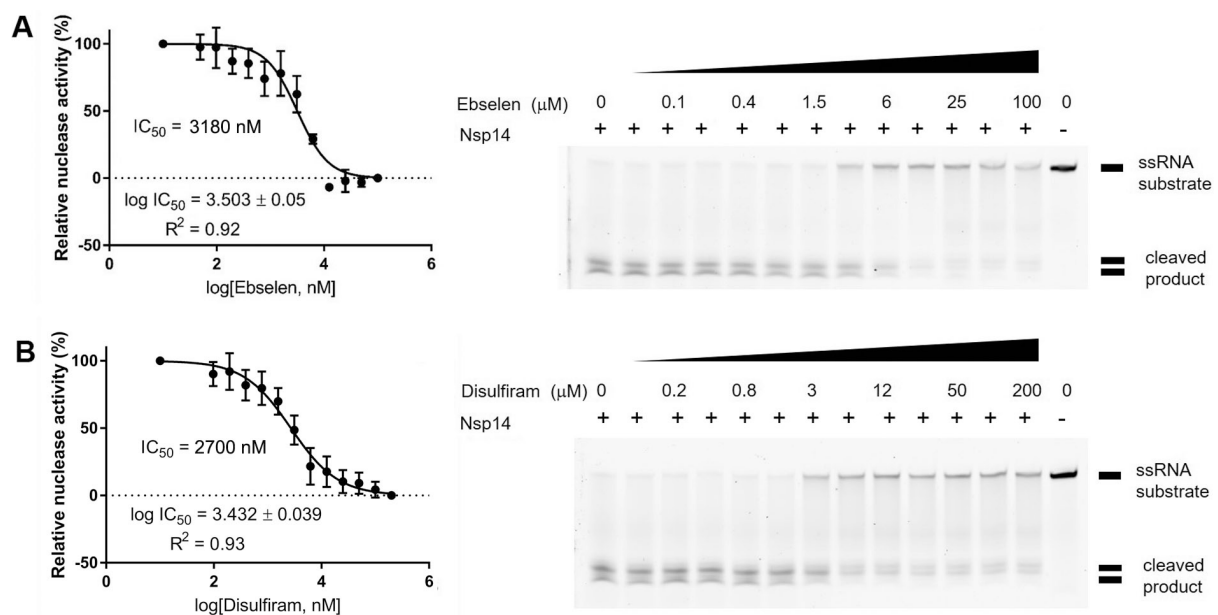 A
Relative nuclease activity (%)
100
50
0
-50
IC50 = 3180 nM
log IC50 = 3.503 ± 0.05
R2 = 0.92
0 2 4 6
log[Ebselen, nM]
Ebselen (μM) 0 0.1 0.4 1.5 6 25 100 0
Nsp14 + + + + + + + + + + + + + -
ssRNA
substrate
cleaved
product
B
Relative nuclease activity (%)
100
50
0
-50
IC50 = 2700 nM
log IC50 = 3.432 ± 0.039
R2 = 0.93
0 2 4 6
log[Disulfiram, nM]
Disulfiram (μM) 0 0.2 0.8 3 12 50 200 0
Nsp14 + + + + + + + + + + + + + -
ssRNA
substrate
cleaved
product